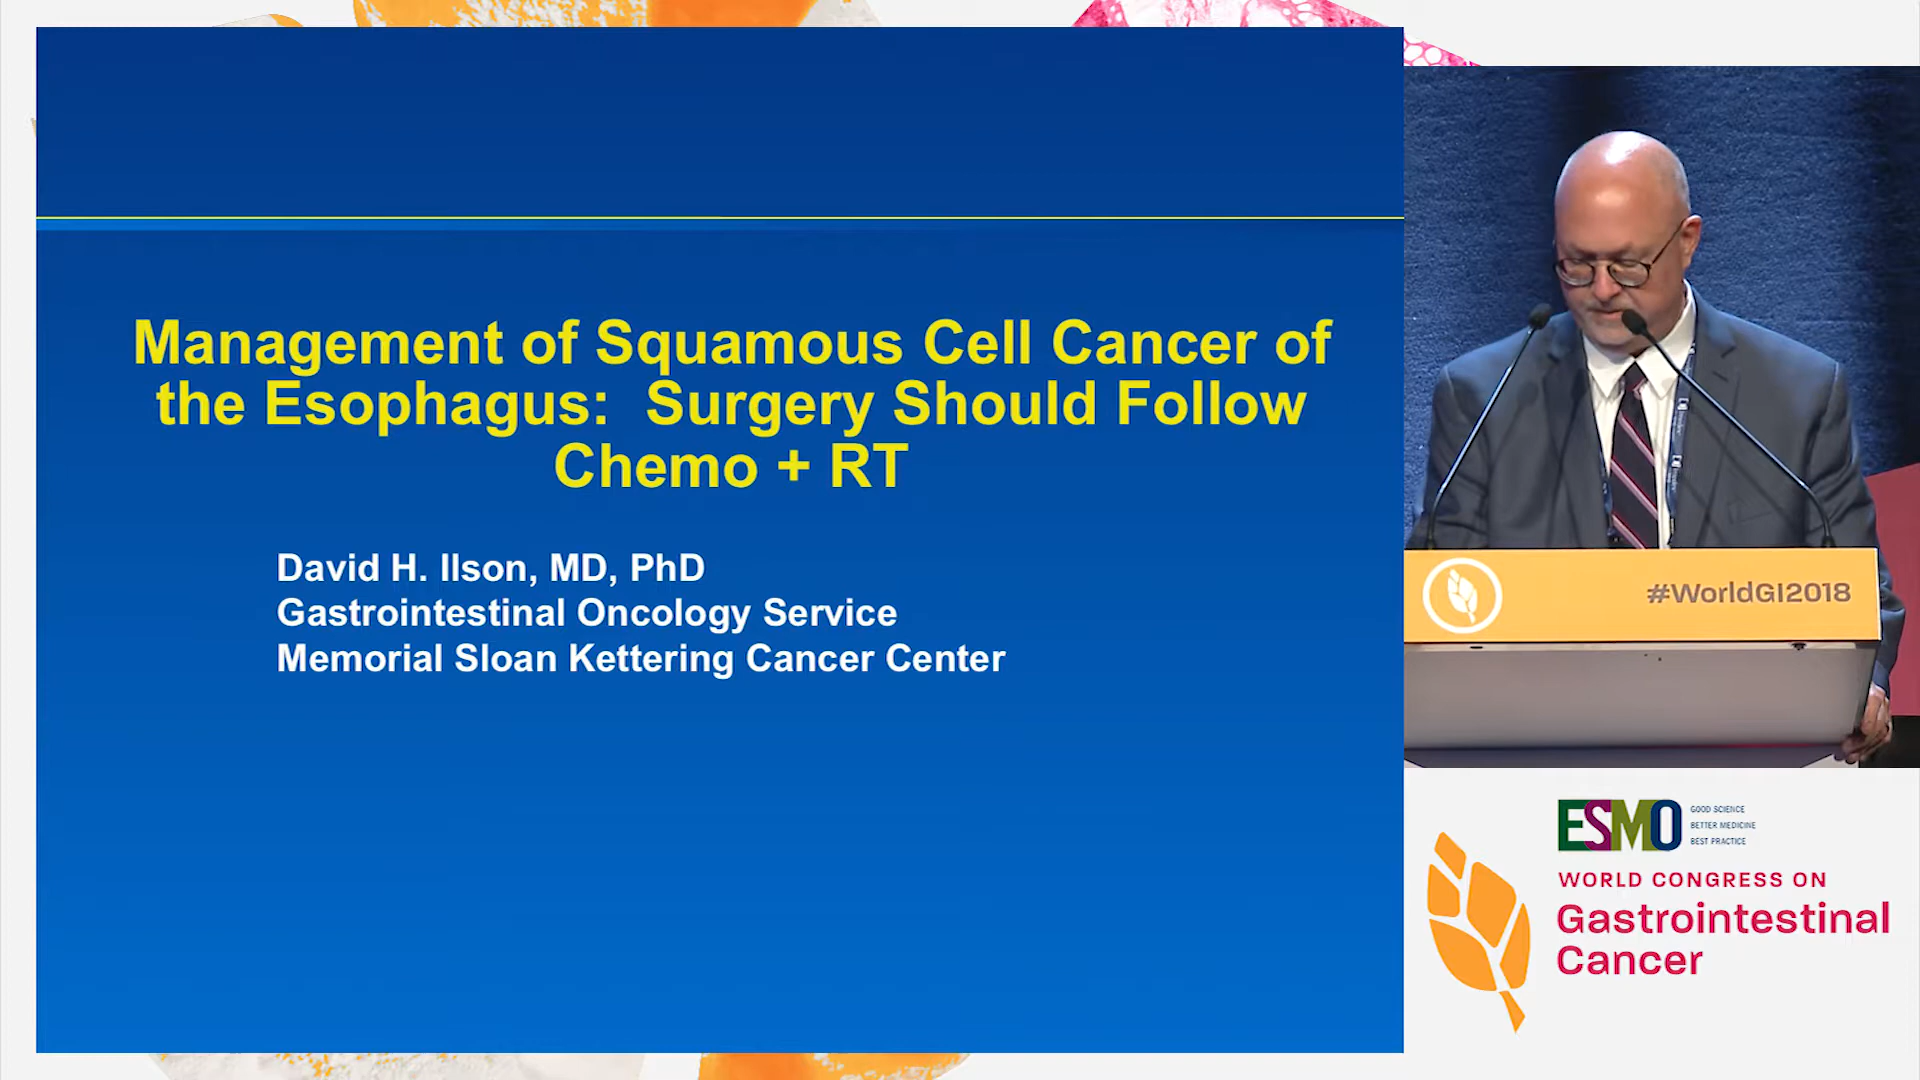 Management of Squamous Cell Cancer of
the Esophagus: Surgery Should Follow
Chemo + RT
David H. Ilson, MD, PhD
Gastrointestinal Oncology Service
Memorial Sloan Kettering Cancer Center
#WorldGI2018
ESMO
GOOD SCIENCE
BETTER MEDICINE
BEST PRACTICE
WORLD CONGRESS ON
Gastrointestinal
Cancer